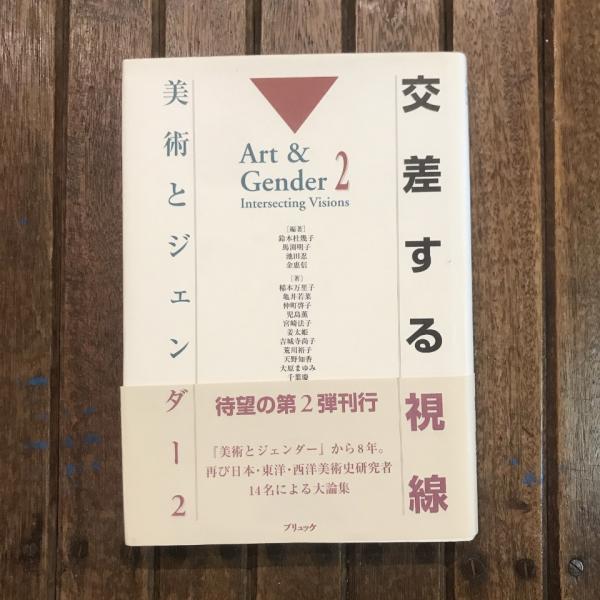 交差する視線
美術とジェンダー2
Art &
Gender 2
Intersecting Visions
[編著]
鈴木杜幾子
馬渕明子
池田忍
金惠信
[著]
稲本万里子
亀井若菜
仲町啓子
児島薫
宮崎法子
姜太姫
吉城寺尚子
荒川裕子
天野知香
大原まゆみ
千葉慶
待望の第2弾刊行
『美術とジェンダー』から8年。
再び日本・東洋・西洋美術史研究者
14名による大論集
ブリュッケ